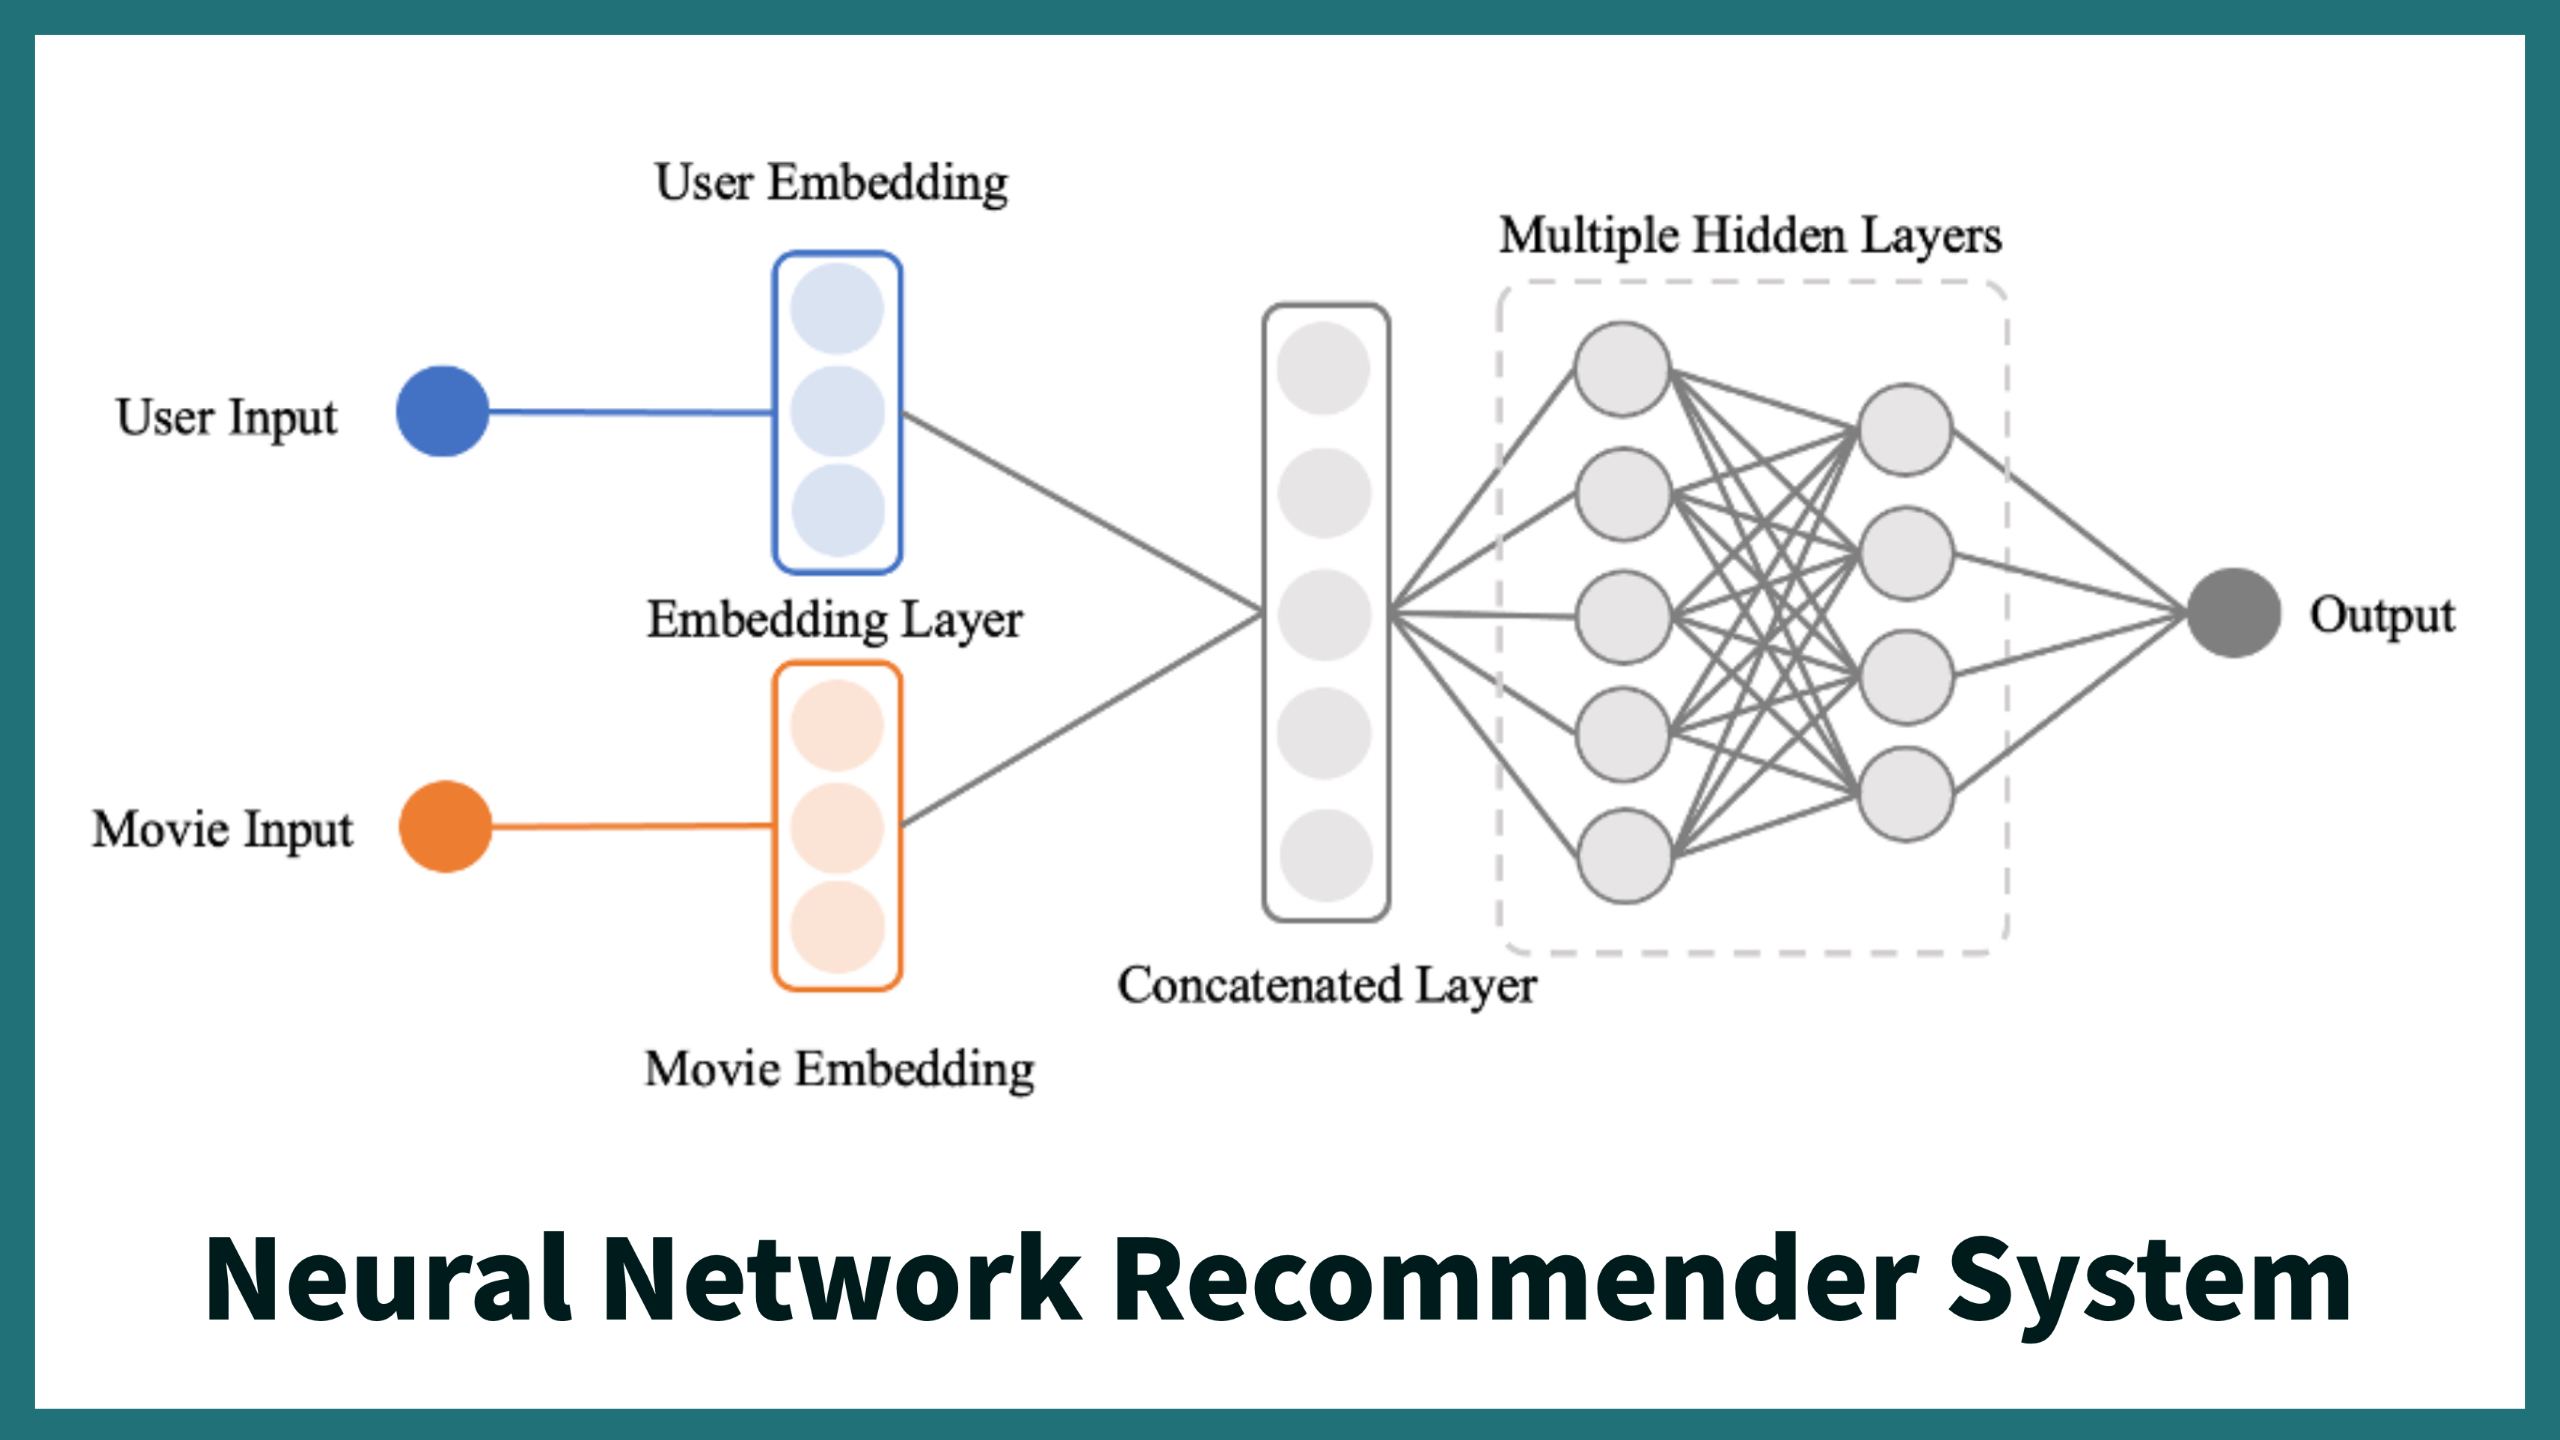 User Embedding
Multiple Hidden Layers
User Input
Embedding Layer
Output
Movie Input
Concatenated Layer
Movie Embedding
Neural Network Recommender System